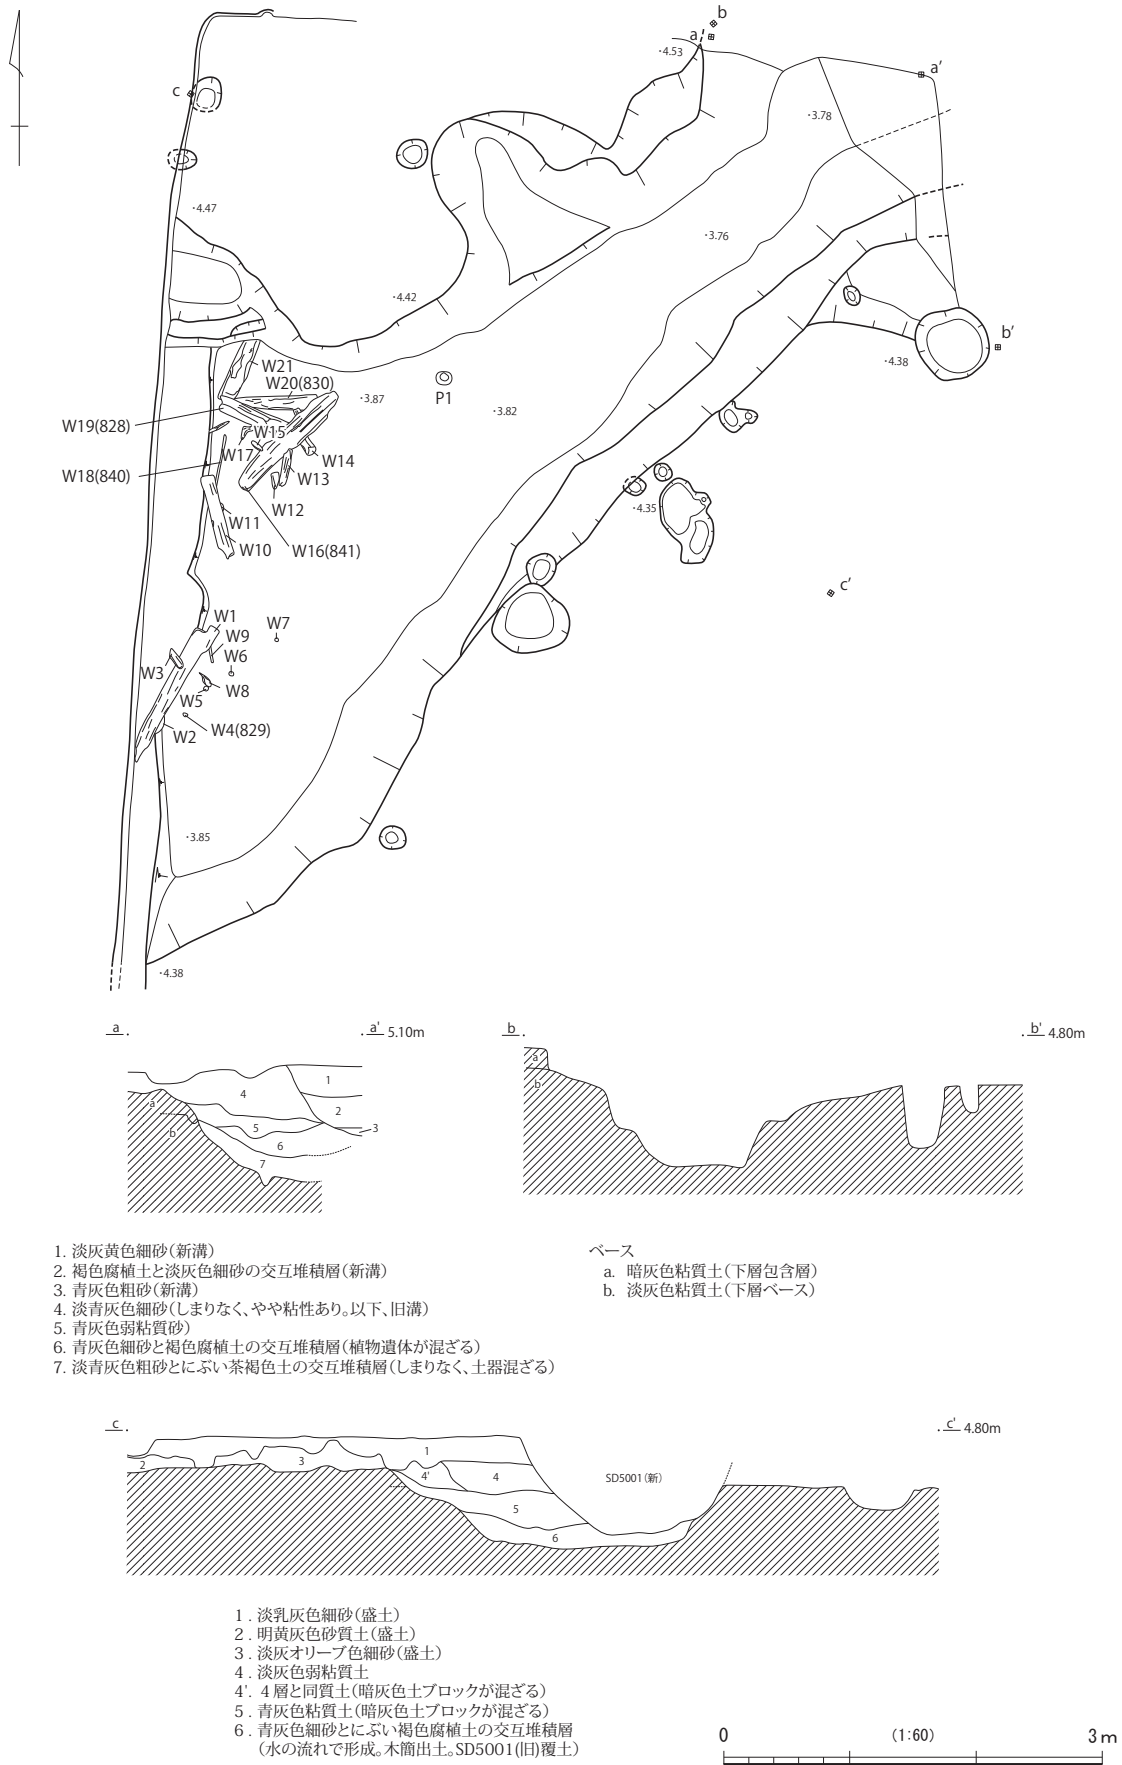 b
a
a'
・4.53
c
・3.78
・4.47
・3.76
・4.42
b'
・4.38
W21
W20(830)
・3.87
P1
・3.82
W19(828)
W15
W17
W14
W18(840)
W13
W12
・4.35
W11
W10
W16(841)
c'
W1
W7
W9
W6
W3
W8
W5
W4(829)
W2
・3.85
・4.38
a
a' 5.10m
b
b' 4.80m
a
b
1
4
2
a
3
5
b
6
7
1. 淡灰黄色細砂(新溝)
2. 褐色腐植土と淡灰色細砂の交互堆積層(新溝)
3. 青灰色粗砂(新溝)
4. 淡青灰色細砂(しまりなく、やや粘性あり。以下、旧溝)
5. 青灰色弱粘質砂)
6. 青灰色細砂と褐色腐植土の交互堆積層(植物遺体が混ざる)
7. 淡青灰色粗砂とにぶい茶褐色土の交互堆積層(しまりなく、土器混ざる)
ベース
a. 暗灰色粘質土(下層包含層)
b. 淡灰色粘質土(下層ベース)
c
c' 4.80m
1
2
3
4'
4
SD5001(新)
5
6
1. 淡乳灰色細砂(盛土)
2. 明黄灰色砂質土(盛土)
3. 淡灰オリーブ色細砂(盛土)
4. 淡灰色弱粘質土
4'. 4層と同質土(暗灰色土ブロックが混ざる)
5. 青灰色粘質土(暗灰色土ブロックが混ざる)
6. 青灰色細砂とにぶい褐色腐植土の交互堆積層
(水の流れで形成。木簡出土。SD5001(旧)覆土)
0 (1:60) 3m